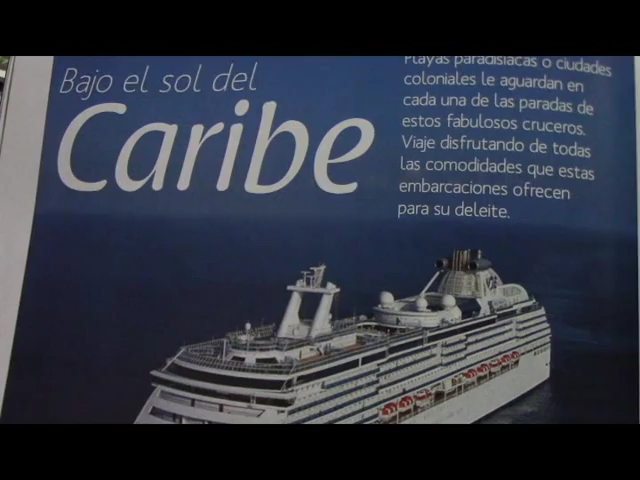 Bajo el sol del
Caribe
Playas paradisíacas o ciudades
coloniales le aguardan en
cada una de las paradas de
estos fabulosos cruceros.
Viaje disfrutando de todas
las comodidades que estas
embarcaciones ofrecen
para su deleite.